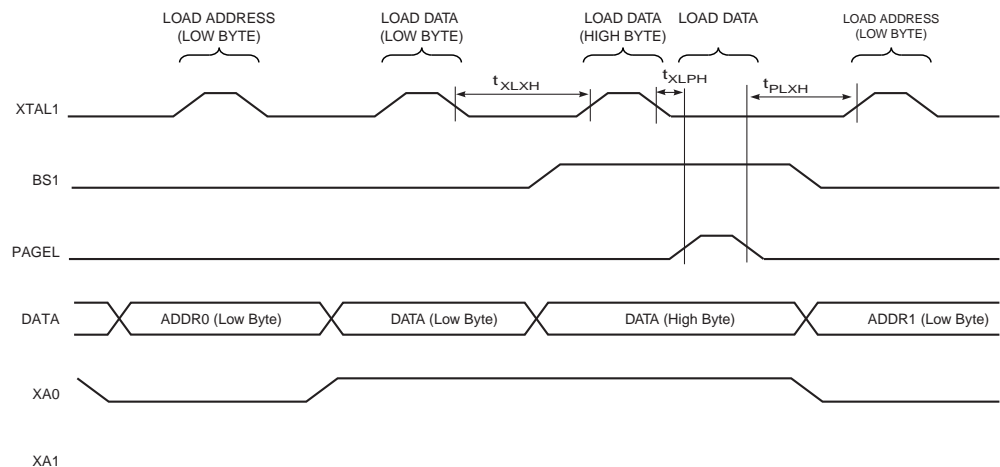 LOAD ADDRESS
(LOW BYTE)
LOAD DATA
(LOW BYTE)
LOAD DATA
(HIGH BYTE)
LOAD DATA
LOAD ADDRESS
(LOW BYTE)
tXLXH
tXLPH
tPLXH
XTAL1
BS1
PAGEL
DATA
ADDR0 (Low Byte)
DATA (Low Byte)
DATA (High Byte)
ADDR1 (Low Byte)
XA0
XA1